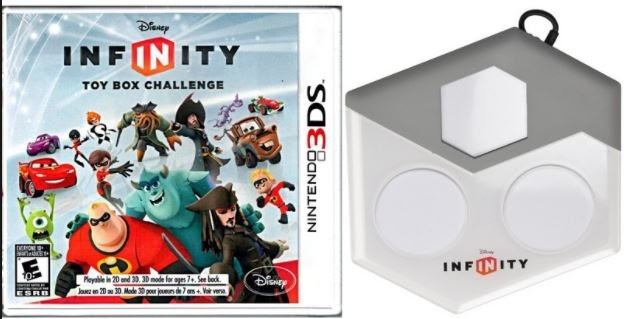 Disney
INFINITY
TOY BOX CHALLENGE
NINTENDO 3DS
EVERYONE 10+
E
ESRB
Playable in 2D and 3D. 3D mode for ages 7+. See back.
Jouez en 2D ou 3D. Mode 3D pour joueurs de 7 ans +. Voir verso.
Disney
Disney
INFINITY